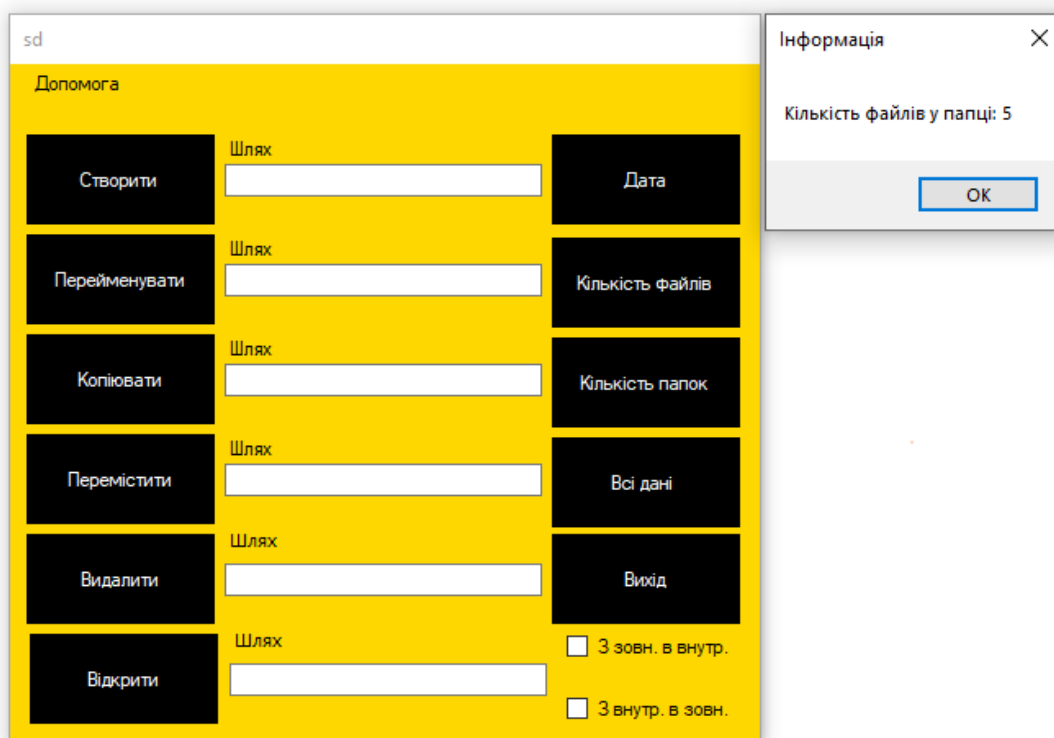 sd
Допомога
Створити
Шлях
Дата
Перейменувати
Шлях
Кількість файлів
Копіювати
Шлях
Кількість папок
Перемістити
Шлях
Всі дані
Видалити
Шлях
Вихід
Відкрити
Шлях
З зовн. в внутр.
З внутр. в зовн.
Інформація
Кількість файлів у папці: 5
OK